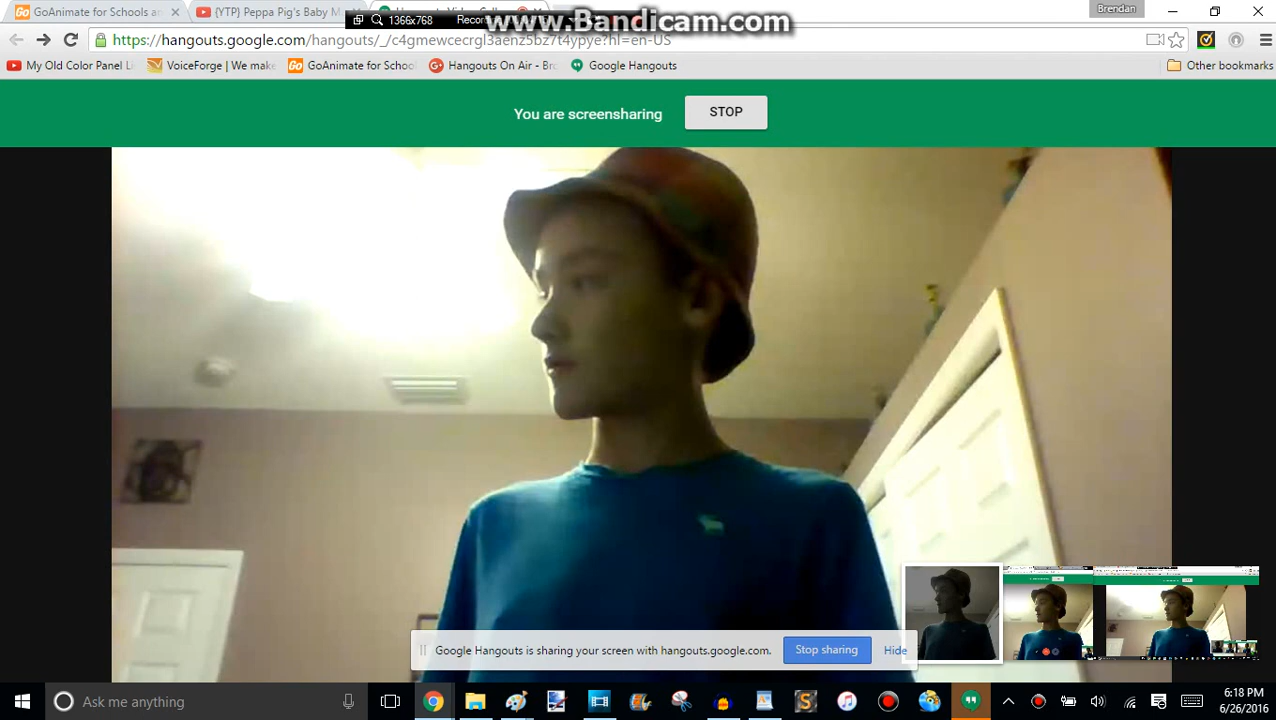 GoAnimate for Schools an
{YTP} Peppa Pig's Baby M
1366x768
www.Bandicam.com
Brendan
https://hangouts.google.com/hangouts/_/c4gmewcecrgl3aenz5bz7t4ypye?hl=en-US
My Old Color Panel Li
VoiceForge | We make
GoAnimate for School
Hangouts On Air - Bro
Google Hangouts
Other bookmarks
You are screensharing
STOP
Google Hangouts is sharing your screen with hangouts.google.com.
Stop sharing
Hide
Ask me anything
6:18 PM
6/26/2016